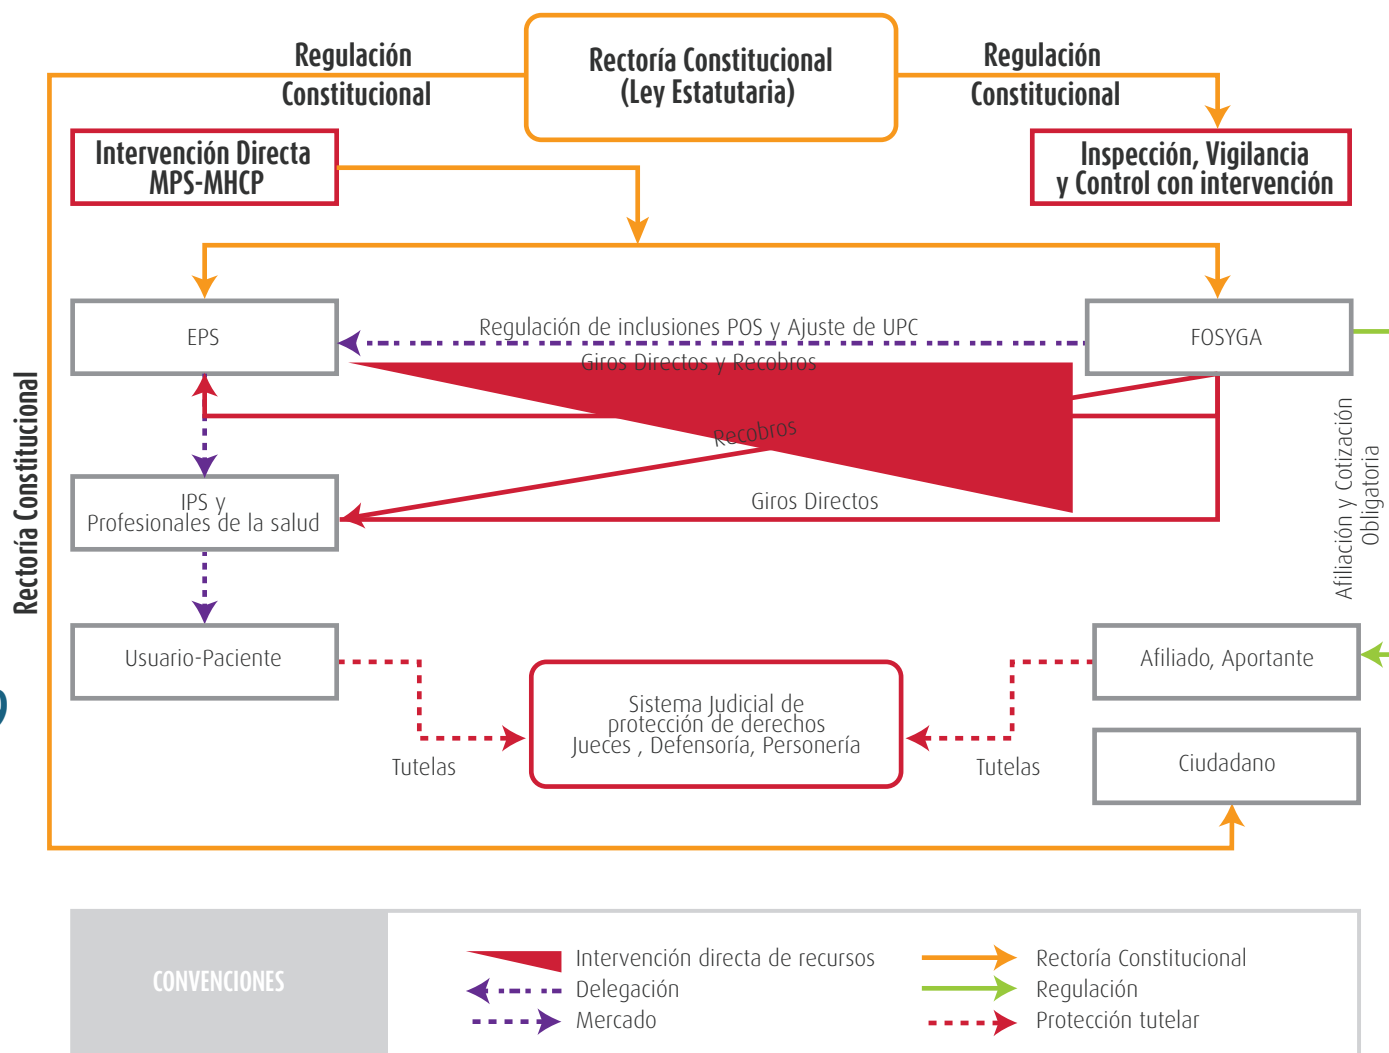 Regulación
Constitucional
Rectoría Constitucional
(Ley Estatutaria)
Regulación
Constitucional
Intervención Directa
MPS-MHCP
Inspección, Vigilancia
y Control con intervención
EPS
Regulación de inclusiones POS y Ajuste de UPC
Giros Directos y Recobros
FOSYGA
Rectoría Constitucional
Recobros
Giros Directos
IPS y
Profesionales de la salud
Afiliación y Cotización
Obligatoria
Usuario-Paciente
Sistema Judicial de
protección de derechos
Jueces , Defensoría, Personería
Afiliado, Aportante
Tutelas
Tutelas
Ciudadano
CONVENCIONES
Intervención directa de recursos
Delegación
Mercado
Rectoría Constitucional
Regulación
Protección tutelar